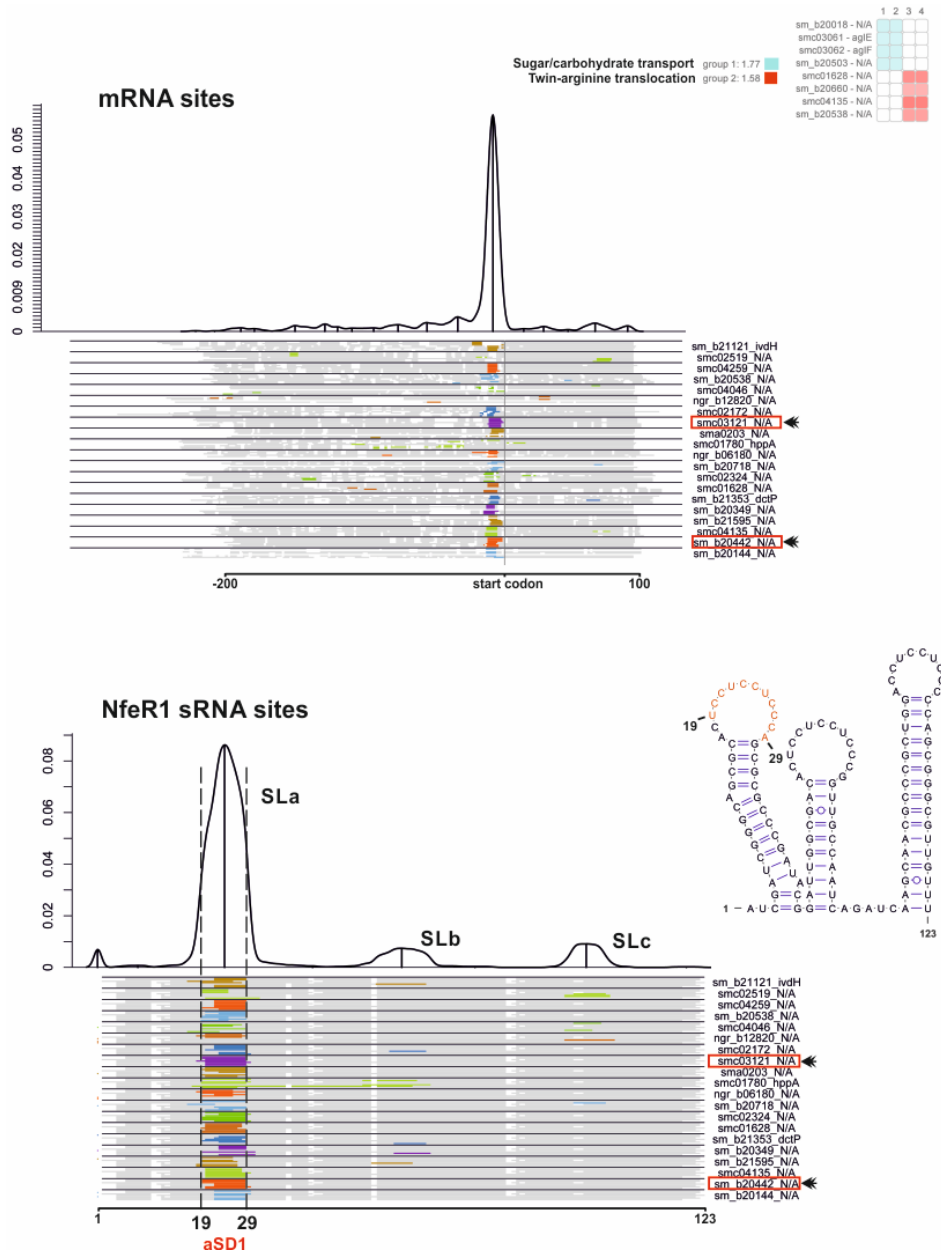 1 2 3 4
sm_b20018 - N/A
smc03061 - aglE
smc03062 - aglF
sm_b20503 - N/A
smc01628 - N/A
sm_b20660 - N/A
smc04135 - N/A
sm_b20538 - N/A
Sugar/carbohydrate transport group 1: 1.77
Twin-arginine translocation group 2: 1.58
mRNA sites
0.05
0.04
0.03
0.02
0.009
0
sm_b21121_ivdH
smc02519_N/A
smc04259_N/A
sm_b20538_N/A
smc04046_N/A
ngr_b12820_N/A
smc02172_N/A
smc03121_N/A
sma0203_N/A
smc01780_hppA
ngr_b06180_N/A
sm_b20718_N/A
smc02324_N/A
smc01628_N/A
sm_b21353_dctP
sm_b20349_N/A
sm_b21595_N/A
smc04135_N/A
sm_b20442_N/A
sm_b20144_N/A
-200 start codon 100
NfeR1 sRNA sites
0.08
0.06
0.04
0.02
0
SLa
SLb
SLc
19
29
1
A U C
C A G A U C A
123
sm_b21121_ivdH
smc02519_N/A
smc04259_N/A
sm_b20538_N/A
smc04046_N/A
ngr_b12820_N/A
smc02172_N/A
smc03121_N/A
sma0203_N/A
smc01780_hppA
ngr_b06180_N/A
sm_b20718_N/A
smc02324_N/A
smc01628_N/A
sm_b21353_dctP
sm_b20349_N/A
sm_b21595_N/A
smc04135_N/A
sm_b20442_N/A
sm_b20144_N/A
1 19 29 123
aSD1